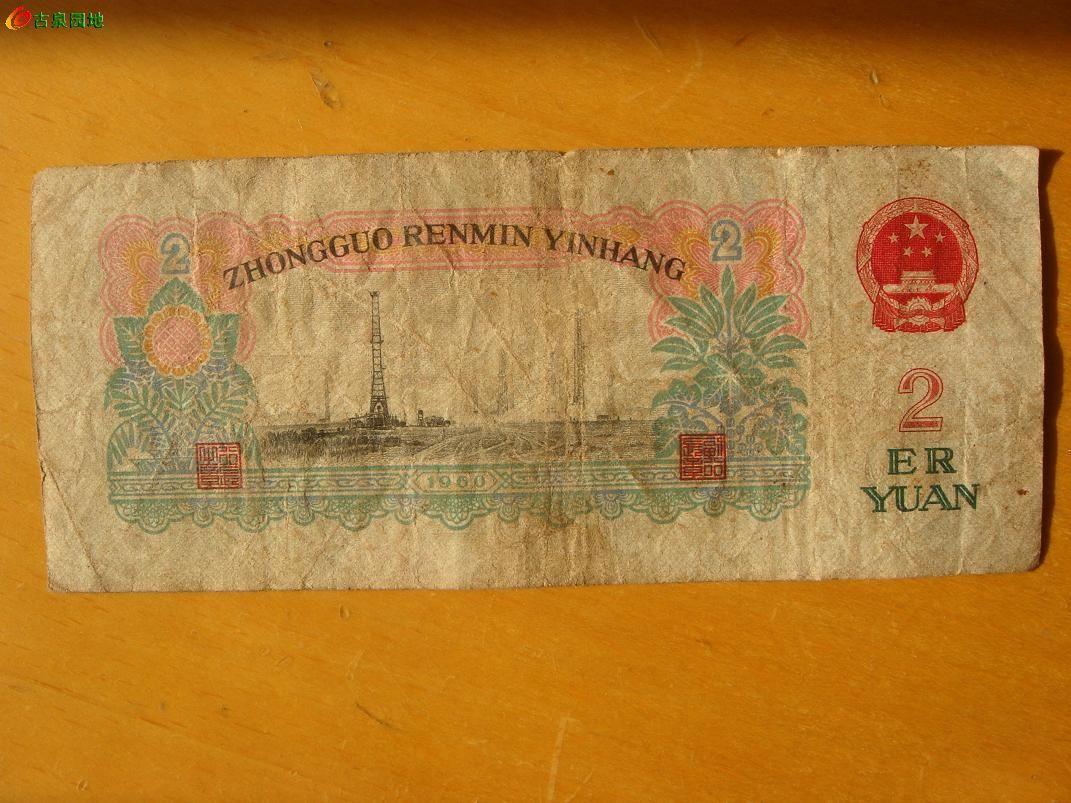 古泉园地
2
2
ZHONGGUO RENMIN YINHANG
1960
2
ER
YUAN